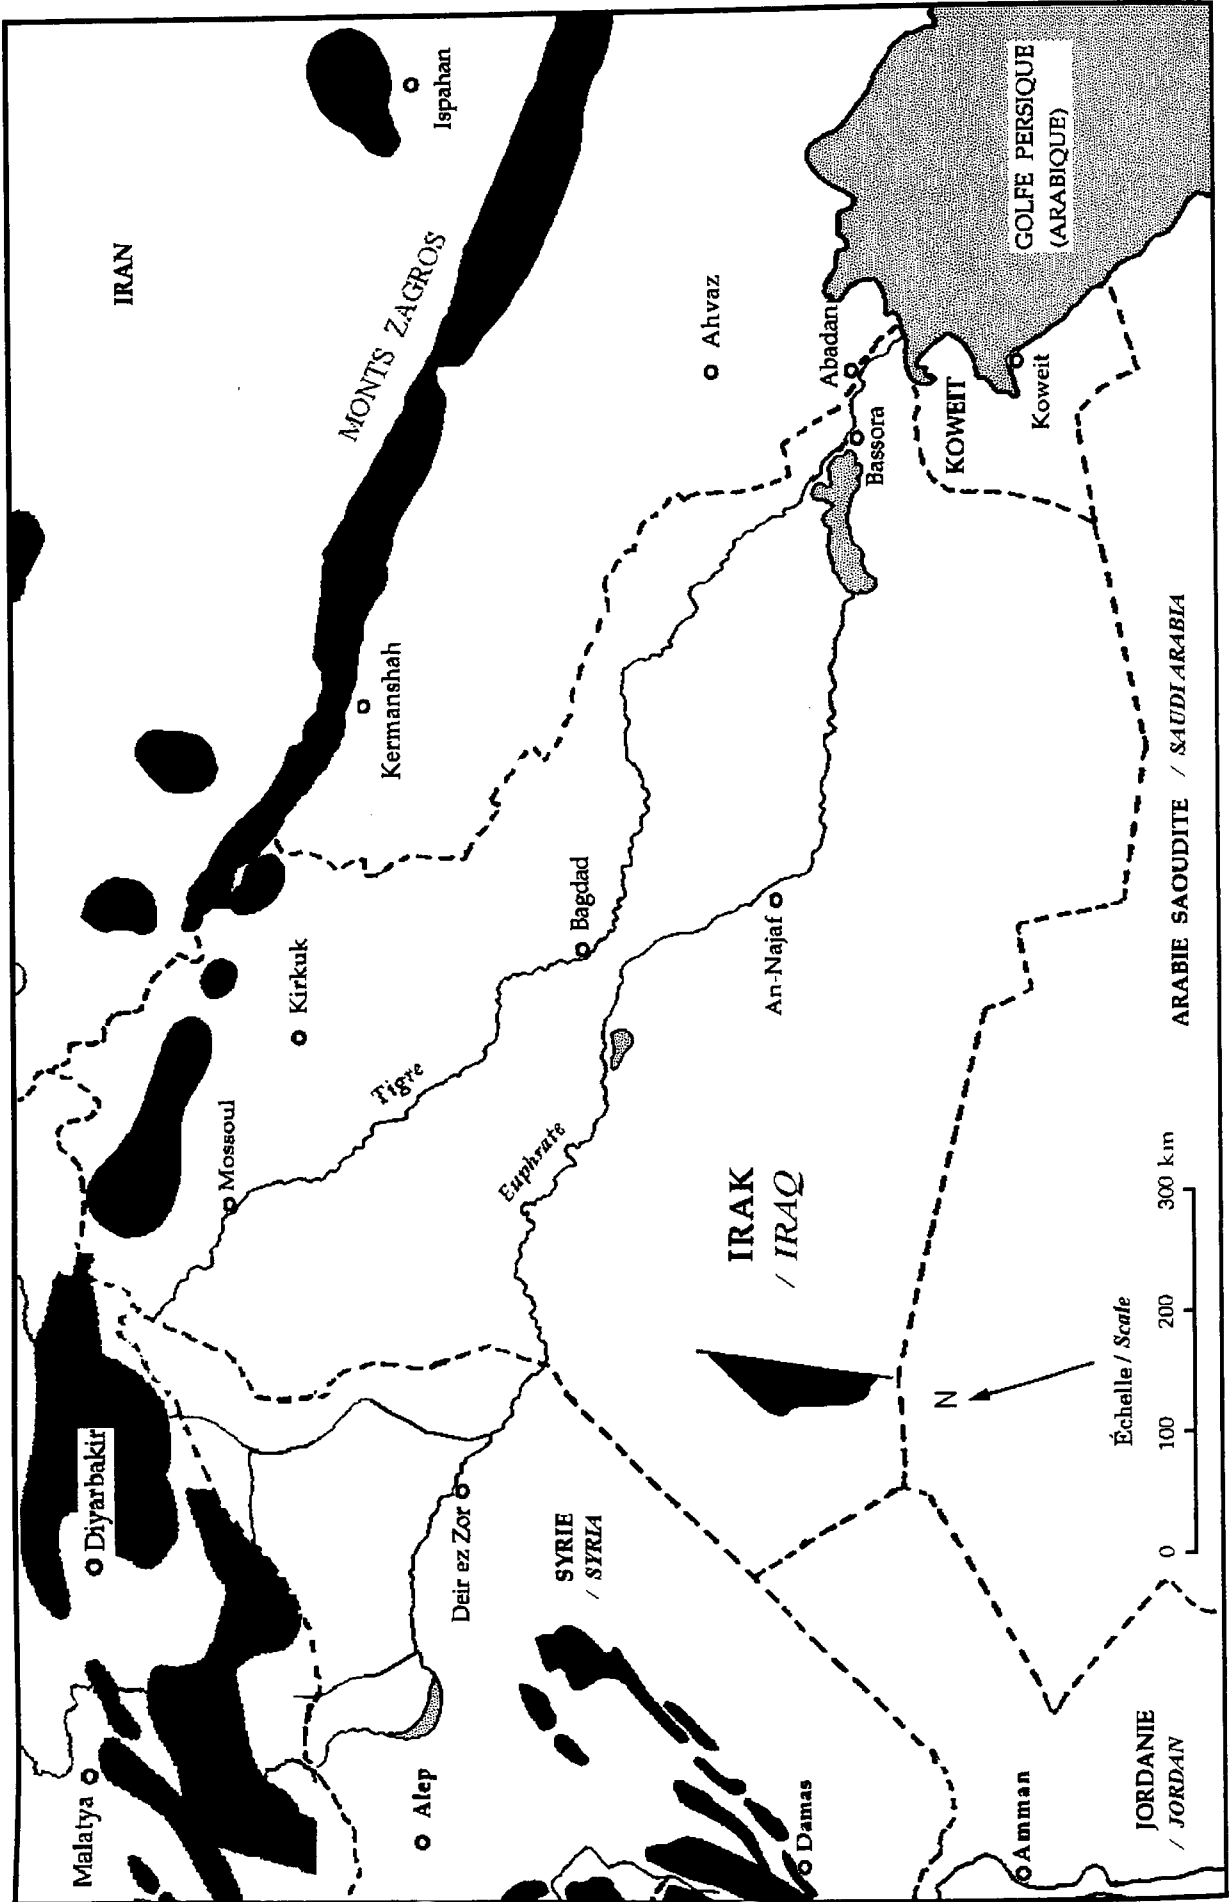 Malatya
Diyarbakir
IRAN
Mossoul
Kirkuk
MONTS ZAGROS
Kermanshah
Ispahan
Alep
Tigre
Deir ez Zor
Euphrate
Bagdad
SYRIE
/ SYRIA
Ahvaz
IRAK
/ IRAQ
An-Najaf
Damas
Abadan
Bassora
N
KOWEIT
Koweit
GOLFE PERSIQUE
(ARABIQUE)
Amman
JORDANIE
/ JORDAN
Échelle / Scale
0 100 200 300 km
ARABIE SAOUDITE / SAUDI ARABIA